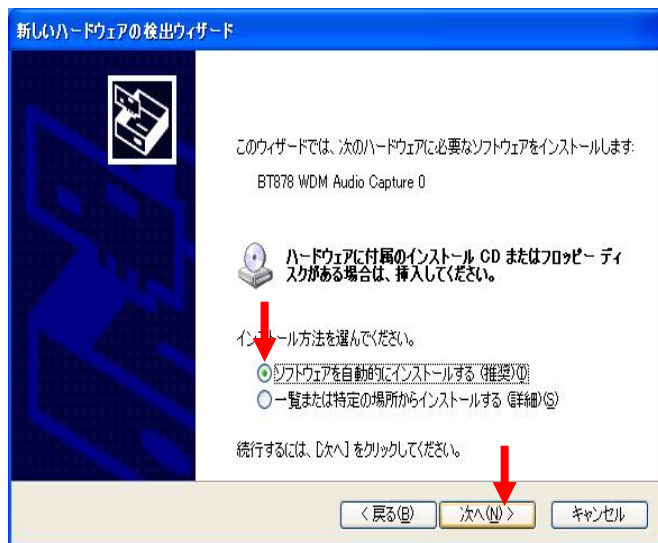 新しいハードウェアの検出ウィザード
このウィザードでは、次のハードウェアに必要なソフトウェアをインストールします:
BT878 WDM Audio Capture 0
ハードウェアに付属のインストール CD またはフロッピー ディ
スクがある場合は、挿入してください。
インストール方法を選んでください。
ソフトウェアを自動的にインストールする (推奨)(I)
一覧または特定の場所からインストールする (詳細)(S)
続行するには、[次へ] をクリックしてください。
< 戻る(B) 次へ(N) > キャンセル